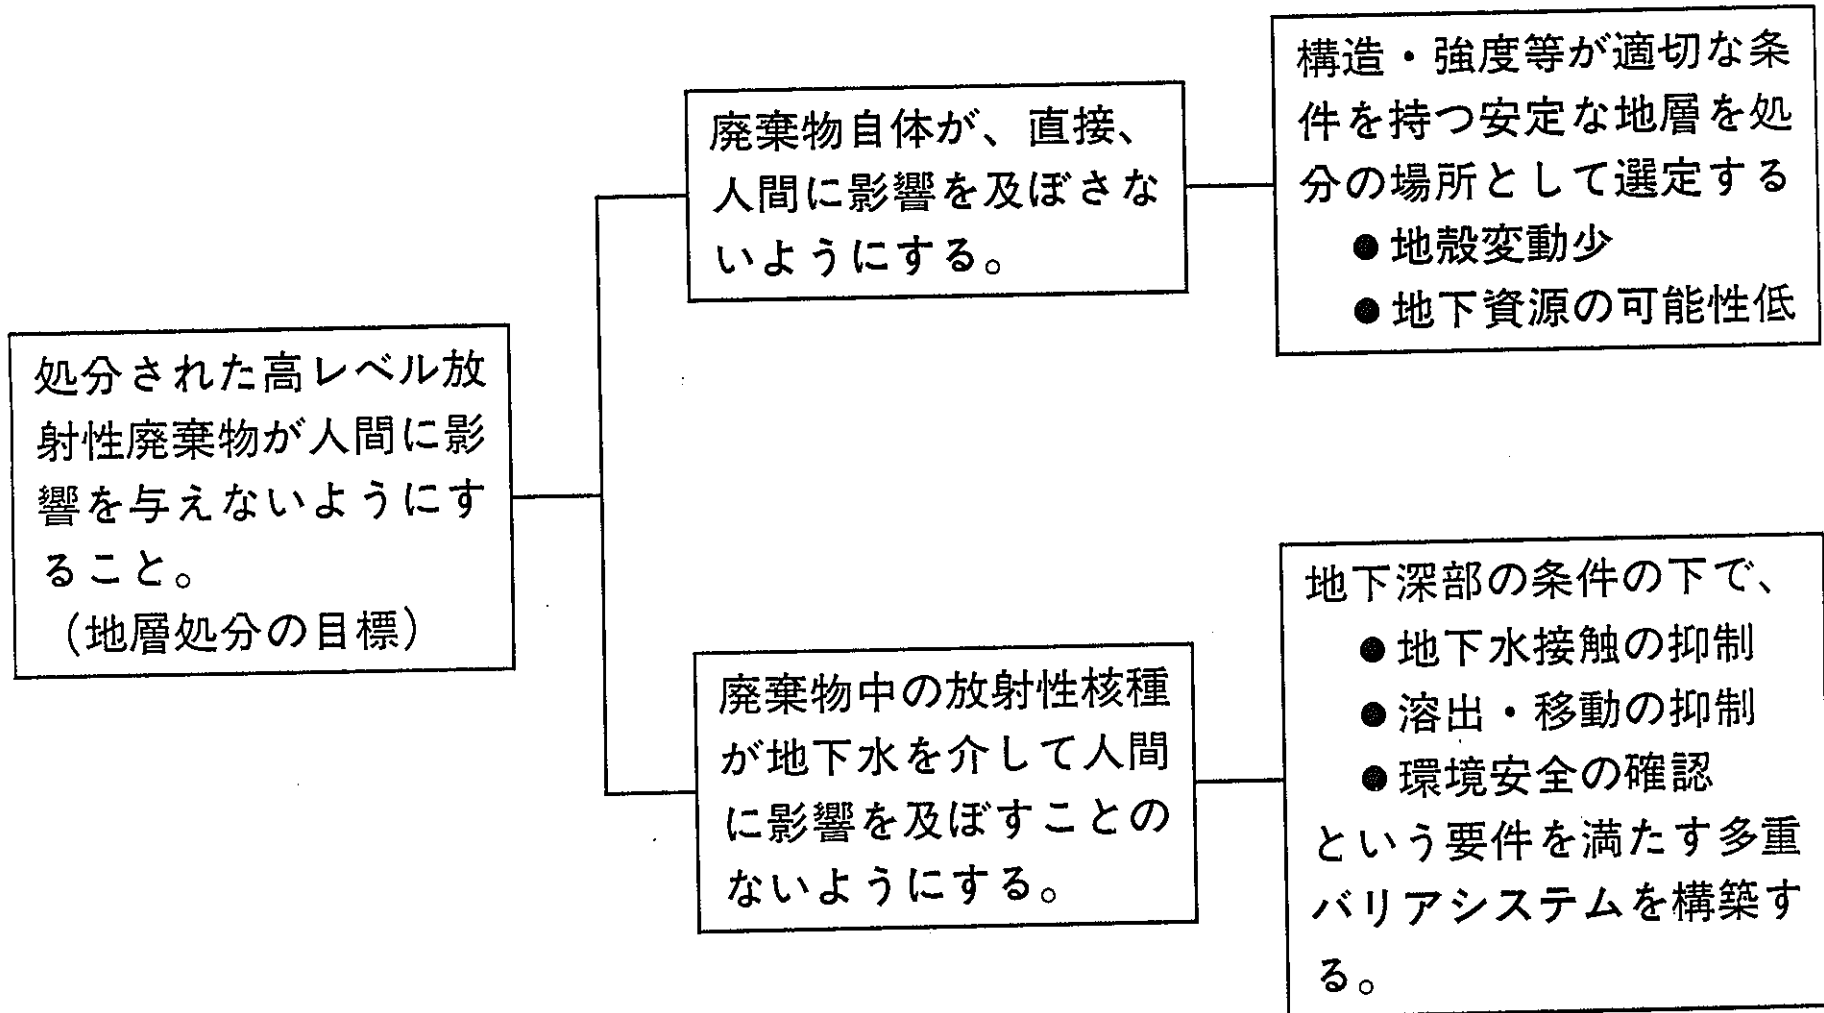 処分された高レベル放
射性廃棄物が人間に影
響を与えないようにす
ること。
(地層処分の目標)
廃棄物自体が、直接、
人間に影響を及ぼさな
いようにする。
構造・強度等が適切な条
件を持つ安定な地層を処
分の場所として選定する
●地殻変動少
●地下資源の可能性低
廃棄物中の放射性核種
が地下水を介して人間
に影響を及ぼすことの
ないようにする。
地下深部の条件の下で、
●地下水接触の抑制
●溶出・移動の抑制
●環境安全の確認
という要件を満たす多重
バリアシステムを構築す
る。